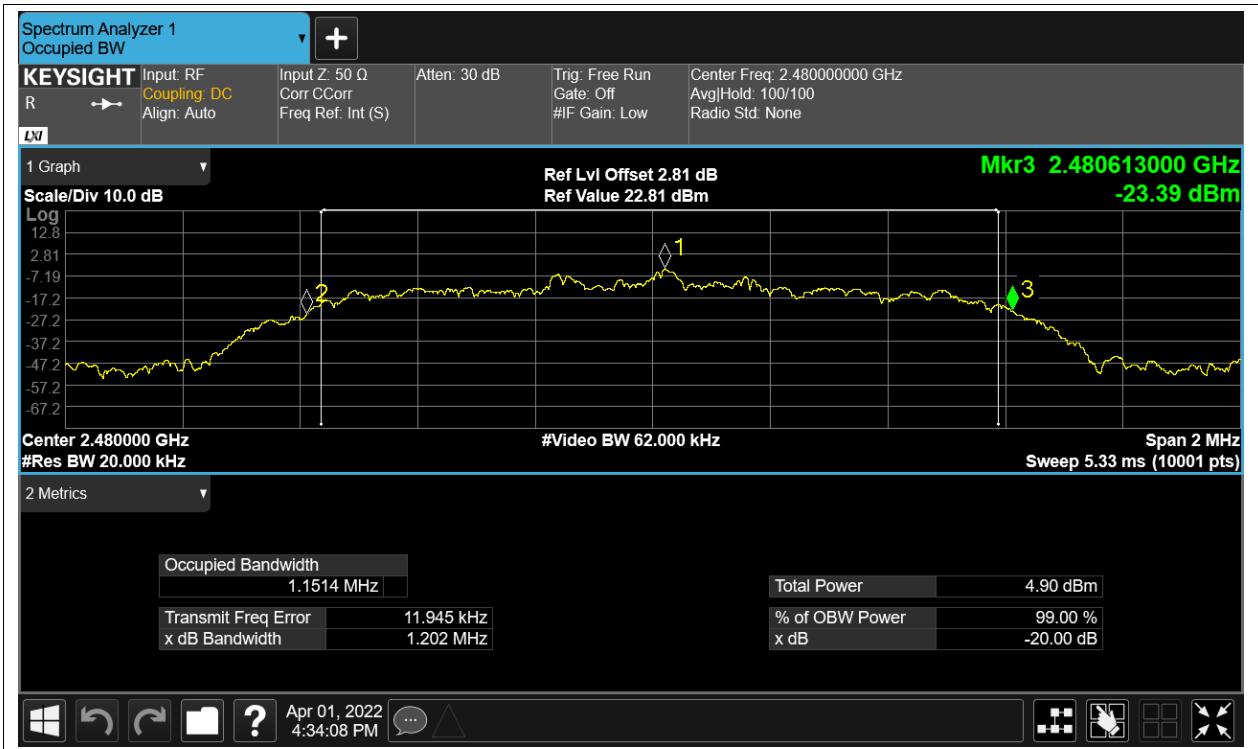 Spectrum Analyzer 1
Occupied BW
KEYSIGHT
R
LXI
Input: RF
Coupling: DC
Align: Auto
Input Z: 50 Ω
Corr CCorr
Freq Ref: Int (S)
Atten: 30 dB
Trig: Free Run
Gate: Off
#IF Gain: Low
Center Freq: 2.480000000 GHz
Avg|Hold: 100/100
Radio Std: None
1 Graph
Scale/Div 10.0 dB
Ref Lvl Offset 2.81 dB
Ref Value 22.81 dBm
Mkr3 2.480613000 GHz
-23.39 dBm
Log
12.8
2.81
-7.19
-17.2
-27.2
-37.2
-47.2
-57.2
-67.2
1
2
3
Center 2.480000 GHz
#Video BW 62.000 kHz
Span 2 MHz
#Res BW 20.000 kHz
Sweep 5.33 ms (10001 pts)
2 Metrics
Occupied Bandwidth
1.1514 MHz
Transmit Freq Error 11.945 kHz
x dB Bandwidth 1.202 MHz
Total Power 4.90 dBm
% of OBW Power 99.00 %
x dB -20.00 dB
?
Apr 01, 2022
4:34:08 PM